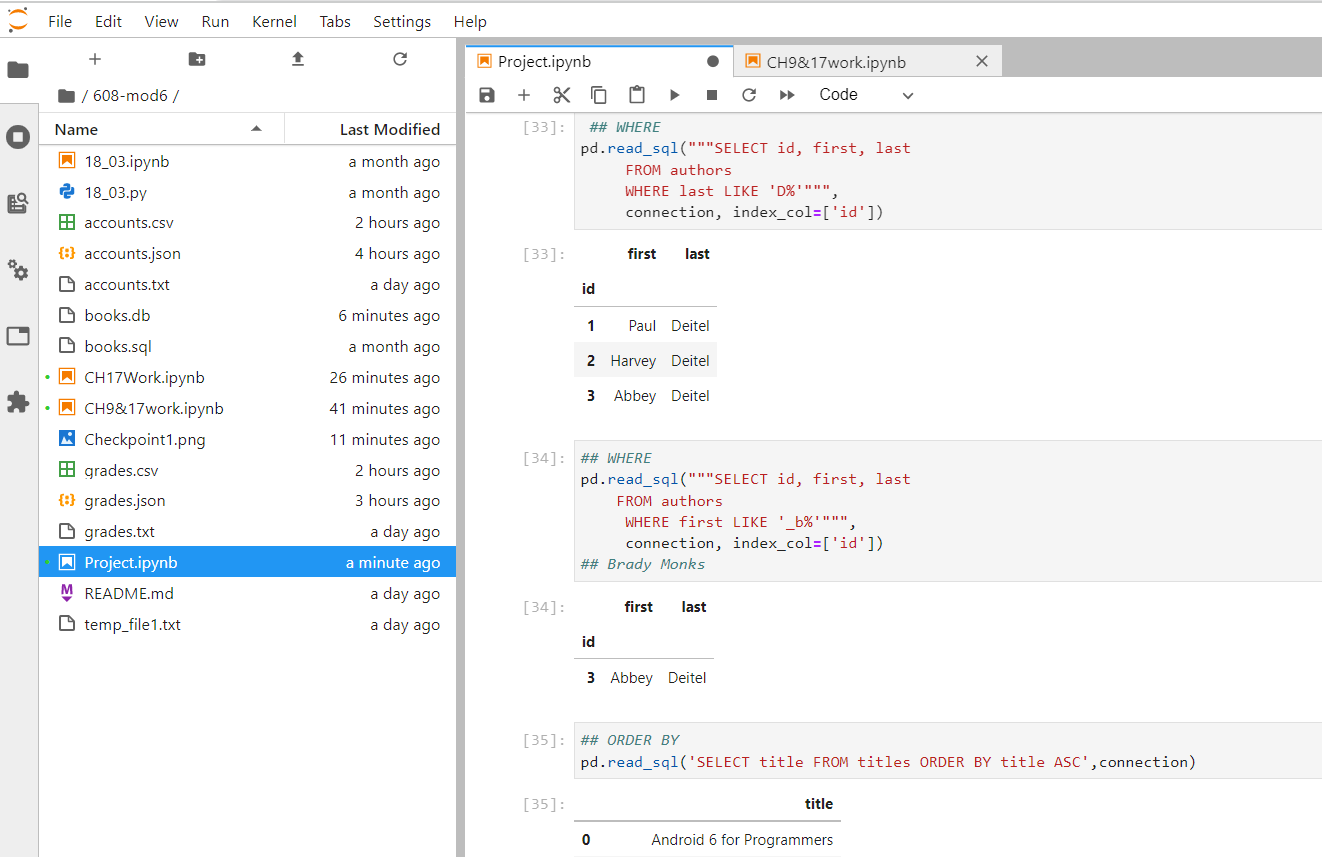 File Edit View Run Kernel Tabs Settings Help
/ 608-mod6 /
Name Last Modified
18_03.ipynb a month ago
18_03.py a month ago
accounts.csv 2 hours ago
accounts.json 4 hours ago
accounts.txt a day ago
books.db 6 minutes ago
books.sql a month ago
CH17Work.ipynb 26 minutes ago
CH9&17work.ipynb 41 minutes ago
Checkpoint1.png 11 minutes ago
grades.csv 2 hours ago
grades.json 3 hours ago
grades.txt a day ago
Project.ipynb a minute ago
README.md a day ago
temp_file1.txt a day ago
Project.ipynb CH9&17work.ipynb
Code
[33]: ## WHERE
pd.read_sql("""SELECT id, first, last
FROM authors
WHERE last LIKE 'D%'""",
connection, index_col=['id'])
[33]: first last
id
1 Paul Deitel
2 Harvey Deitel
3 Abbey Deitel
[34]: ## WHERE
pd.read_sql("""SELECT id, first, last
FROM authors
WHERE first LIKE '_b%'""",
connection, index_col=['id'])
## Brady Monks
[34]: first last
id
3 Abbey Deitel
[35]: ## ORDER BY
pd.read_sql('SELECT title FROM titles ORDER BY title ASC',connection)
[35]: title
0 Android 6 for Programmers